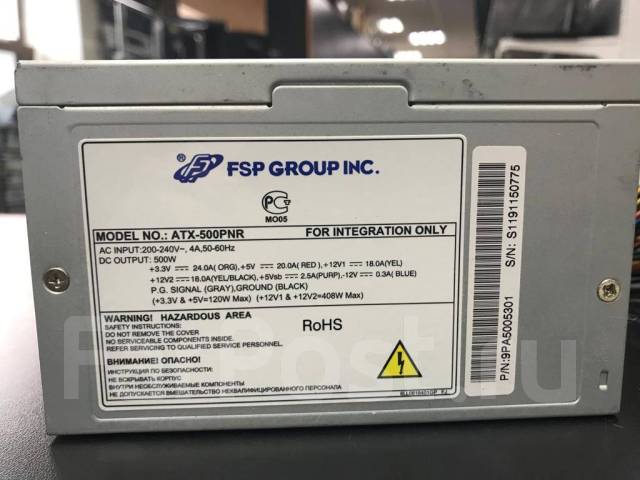 FSP GROUP INC.
MO05
MODEL NO.: ATX-500PNR FOR INTEGRATION ONLY
AC INPUT:200-240V~, 4A,50-60Hz
DC OUTPUT: 500W
+3.3V ⎓ 24.0A (ORG),+5V ⎓ 20.0A( RED ),+12V1 ⎓ 18.0A(YEL)
+12V2 ⎓ 18.0A(YEL/BLACK),+5Vsb ⎓ 2.5A(PURP),-12V ⎓ 0.3A( BLUE)
P.G. SIGNAL (GRAY),GROUND (BLACK)
(+3.3V & +5V=120W Max) (+12V1 & +12V2=408W Max)
WARNING! HAZARDOUS AREA
SAFETY INSTRUCTIONS:
DO NOT REMOVE THE COVER
NO SERVICEABLE COMPONENTS INSIDE.
REFER SERVICING TO QUALIFIED SERVICE PERSONNEL.
RoHS
ВНИМАНИЕ! ОПАСНО!
ИНСТРУКЦИЯ ПО БЕЗОПАСНОСТИ:
НЕ ВСКРЫВАТЬ КОРПУС
ВНУТРИ НЕОБСЛУЖИВАЕМЫЕ КОМПОНЕНТЫ
НЕ ДОПУСКАЕТСЯ ОБСЛУЖИВАНИЕ НЕКВАЛИФИЦИРОВАННОГО ПЕРСОНАЛА
S/N: S1191150775
P/N:9PA5005301